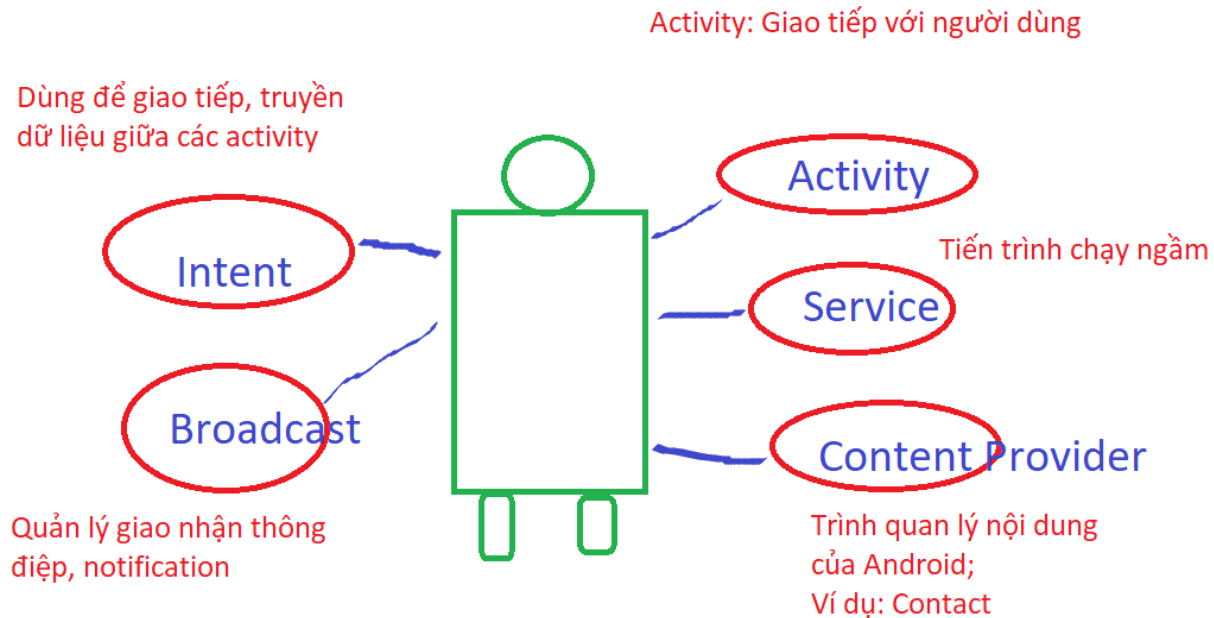 Activity: Giao tiếp với người dùng
Dùng để giao tiếp, truyền
dữ liệu giữa các activity
Activity
Intent
Tiến trình chạy ngầm
Service
Broadcast
Content Provider
Quản lý giao nhận thông
điệp, notification
Trình quan lý nội dung
của Android;
Ví dụ: Contact